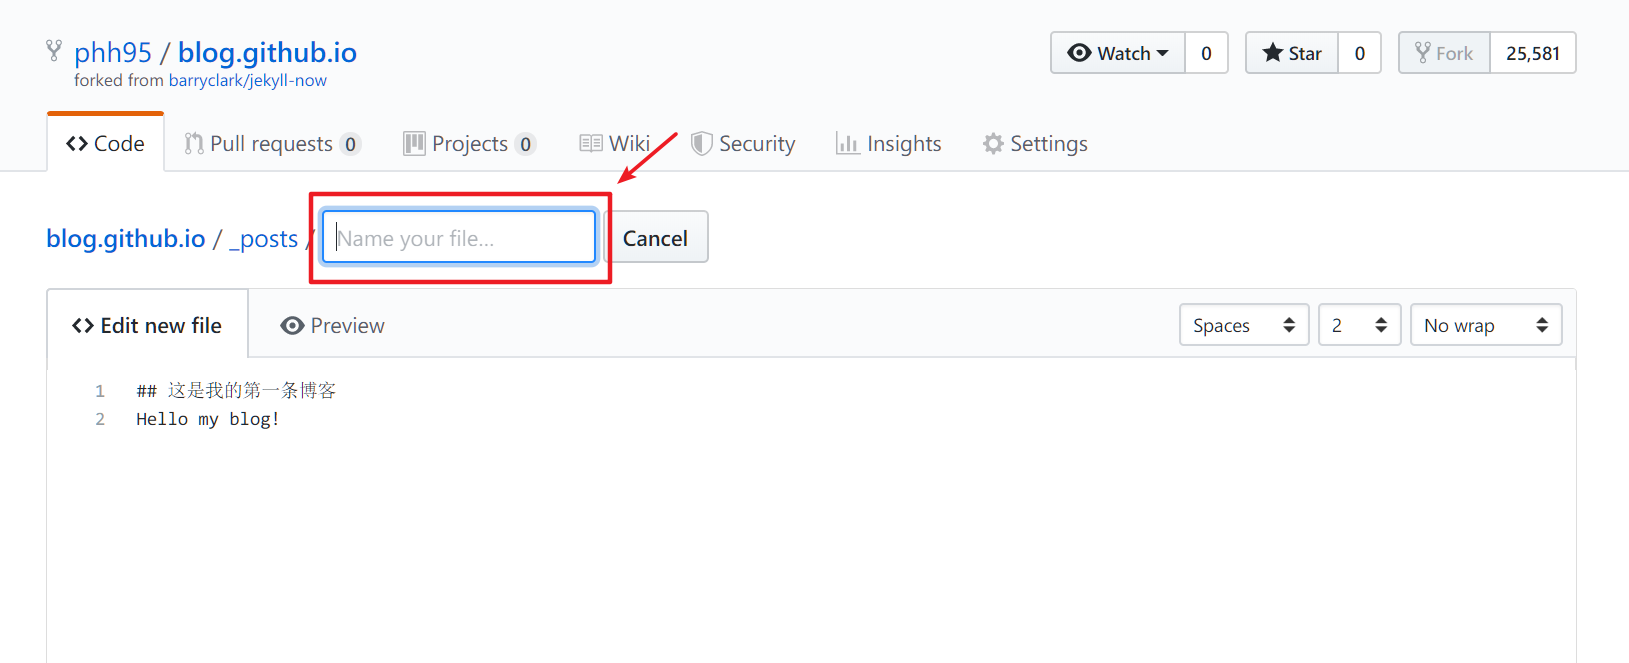 phh95 / blog.github.io
forked from barryclark/jekyll-now
Watch 0 Star 0 Fork 25,581
Code Pull requests 0 Projects 0 Wiki Security Insights Settings
blog.github.io / _posts / Name your file... Cancel
Edit new file Preview Spaces 2 No wrap
1 ## 这是我的第一条博客
2 Hello my blog!